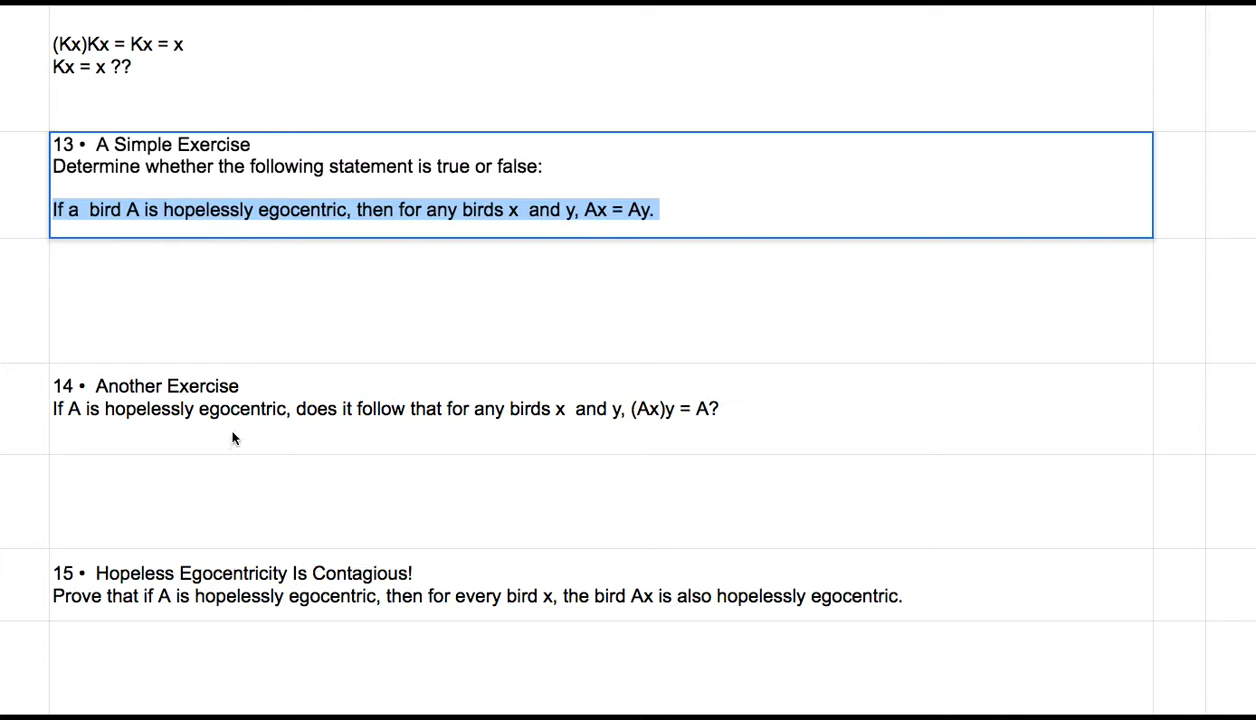 (Kx)Kx = Kx = x
Kx = x ??
13 • A Simple Exercise
Determine whether the following statement is true or false:
If a  bird A is hopelessly egocentric, then for any birds x  and y, Ax = Ay.
14 • Another Exercise
If A is hopelessly egocentric, does it follow that for any birds x  and y, (Ax)y = A?
15 • Hopeless Egocentricity Is Contagious!
Prove that if A is hopelessly egocentric, then for every bird x, the bird Ax is also hopelessly egocentric.